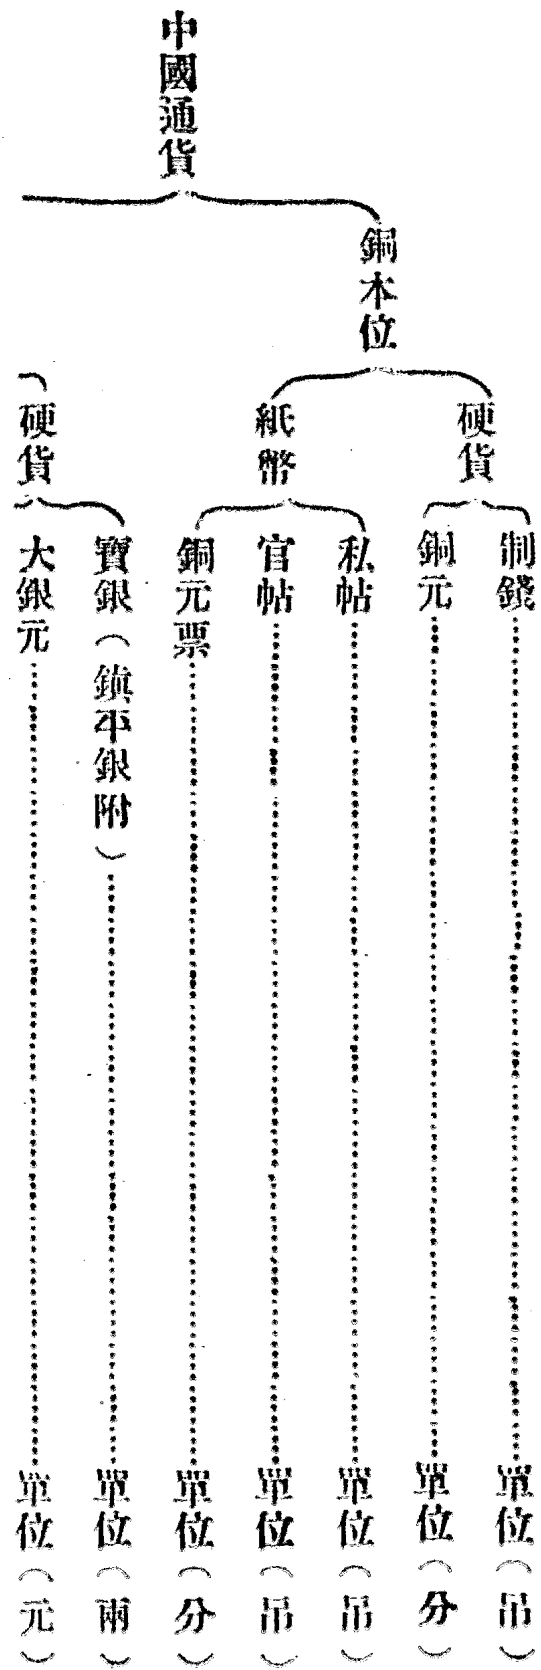 中國通貨
銅本位
硬貨
制錢……單位(吊)
銅元……單位(分)
紙幣
私帖……單位(吊)
官帖……單位(吊)
銅元票……單位(分)
硬貨
寶銀(鎮平銀附)……單位(兩)
大銀元……單位(元)